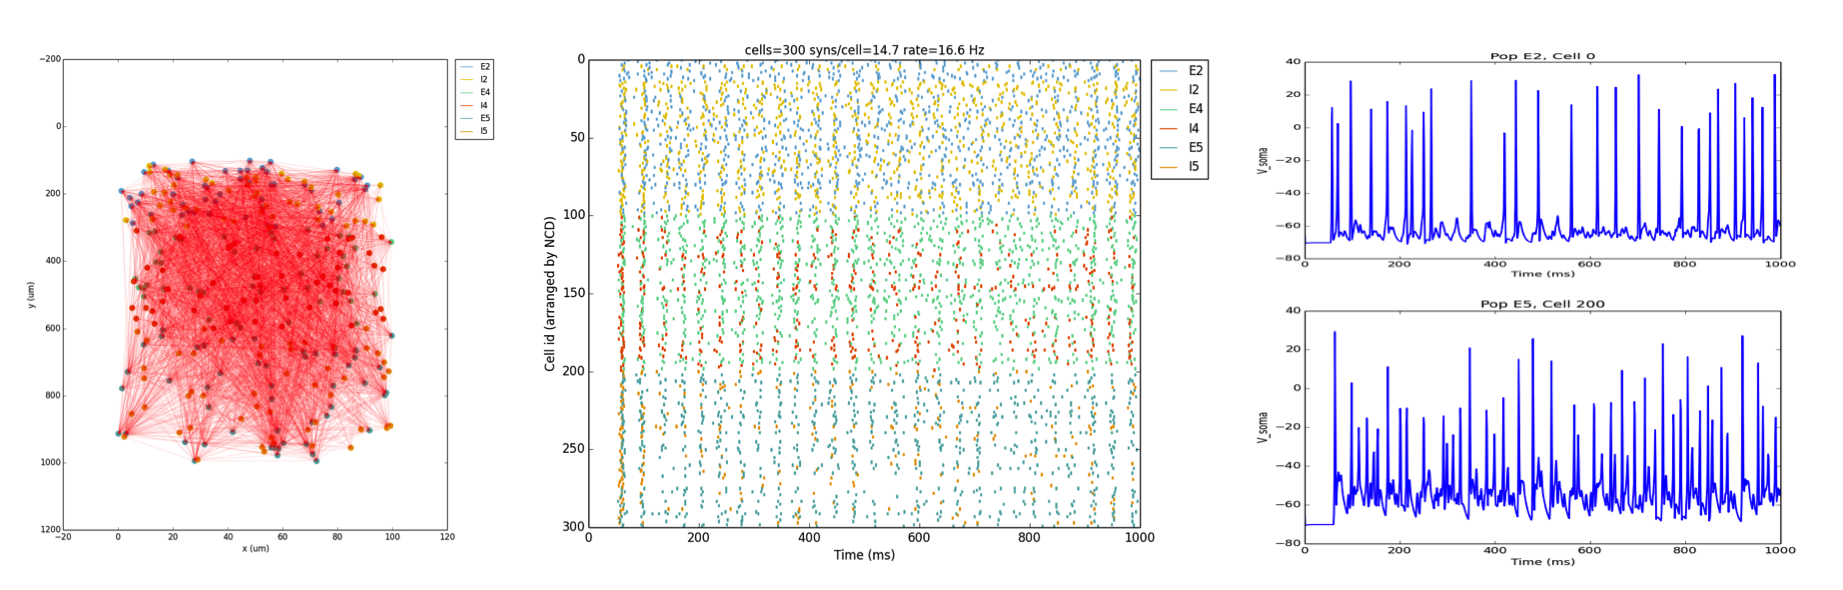 −200
0
200
400
600
800
1000
1200
−20
0
20
40
60
80
100
120
x (um)
y (um)
E2
I2
E4
I4
E5
I5
cells=300 syns/cell=14.7 rate=16.6 Hz
0
50
100
150
200
250
300
0
200
400
600
800
1000
Time (ms)
Cell id (arranged by NCD)
E2
I2
E4
I4
E5
I5
Pop E2, Cell 0
40
20
0
−20
−40
−60
−80
0
200
400
600
800
1000
Time (ms)
V_soma
Pop E5, Cell 200
40
20
0
−20
−40
−60
−80
0
200
400
600
800
1000
Time (ms)
V_soma